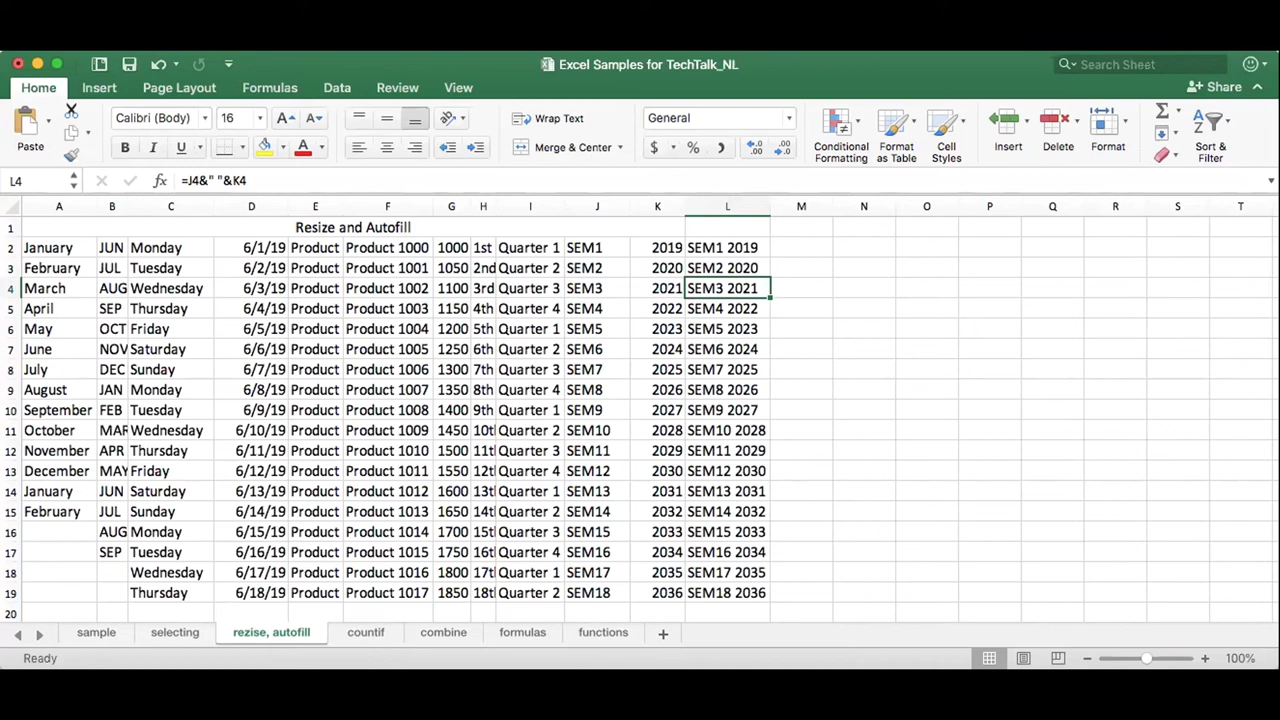 Excel Samples for TechTalk_NL
Search Sheet
Home Insert Page Layout Formulas Data Review View
Share
Paste
Calibri (Body) 16
Wrap Text
General
B I U
Merge & Center
$ % )
Conditional Formatting
Format as Table
Cell Styles
Insert
Delete
Format
Sort & Filter
L4 fx =J4&" "&K4
A B C D E F G H I J K L M N O P Q R S T
1 Resize and Autofill
2 January JUN Monday 6/1/19 Product Product 1000 1000 1st Quarter 1 SEM1 2019 SEM1 2019
3 February JUL Tuesday 6/2/19 Product Product 1001 1050 2nd Quarter 2 SEM2 2020 SEM2 2020
4 March AUG Wednesday 6/3/19 Product Product 1002 1100 3rd Quarter 3 SEM3 2021 SEM3 2021
5 April SEP Thursday 6/4/19 Product Product 1003 1150 4th Quarter 4 SEM4 2022 SEM4 2022
6 May OCT Friday 6/5/19 Product Product 1004 1200 5th Quarter 1 SEM5 2023 SEM5 2023
7 June NOV Saturday 6/6/19 Product Product 1005 1250 6th Quarter 2 SEM6 2024 SEM6 2024
8 July DEC Sunday 6/7/19 Product Product 1006 1300 7th Quarter 3 SEM7 2025 SEM7 2025
9 August JAN Monday 6/8/19 Product Product 1007 1350 8th Quarter 4 SEM8 2026 SEM8 2026
10 September FEB Tuesday 6/9/19 Product Product 1008 1400 9th Quarter 1 SEM9 2027 SEM9 2027
11 October MAR Wednesday 6/10/19 Product Product 1009 1450 10t Quarter 2 SEM10 2028 SEM10 2028
12 November APR Thursday 6/11/19 Product Product 1010 1500 11t Quarter 3 SEM11 2029 SEM11 2029
13 December MAY Friday 6/12/19 Product Product 1011 1550 12t Quarter 4 SEM12 2030 SEM12 2030
14 January JUN Saturday 6/13/19 Product Product 1012 1600 13t Quarter 1 SEM13 2031 SEM13 2031
15 February JUL Sunday 6/14/19 Product Product 1013 1650 14t Quarter 2 SEM14 2032 SEM14 2032
16 AUG Monday 6/15/19 Product Product 1014 1700 15t Quarter 3 SEM15 2033 SEM15 2033
17 SEP Tuesday 6/16/19 Product Product 1015 1750 16t Quarter 4 SEM16 2034 SEM16 2034
18 Wednesday 6/17/19 Product Product 1016 1800 17t Quarter 1 SEM17 2035 SEM17 2035
19 Thursday 6/18/19 Product Product 1017 1850 18t Quarter 2 SEM18 2036 SEM18 2036
20
sample selecting rezise, autofill countif combine formulas functions +
Ready 100%